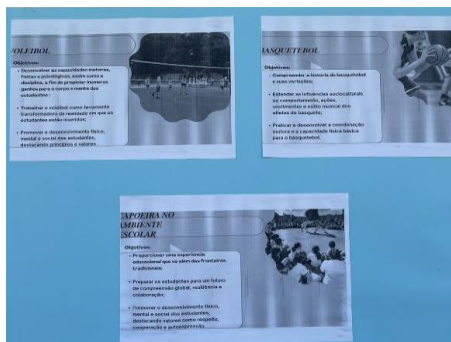 VOLEIBOL
Objetivos:
• Desenvolver as capacidades motoras,
físicas e psicológicas, assim como a
disciplina, a fim de propiciar inúmeros
ganhos para o corpo e mente dos
estudantes;
• Trabalhar o voleibol como ferramenta
transformadora da realidade em que os
estudantes estão inseridos;
• Promover o desenvolvimento físico,
mental e social dos estudantes,
destacando princípios e valores
BASQUETEBOL
Objetivos:
• Compreender a história do basquetebol
e suas variações;
• Entender as influências socioculturais
no comportamento, ações,
vestimentas e estilo musical dos
atletas do basquete;
• Praticar e desenvolver a coordenação
motora e a capacidade física básica
para o basquetebol.
CAPOEIRA NO
AMBIENTE
ESCOLAR
Objetivos:
• Proporcionar uma experiência
educacional que vá além das fronteiras
tradicionais;
• Preparar os estudantes para um futuro
de compreensão global, resiliência e
colaboração;
• Promover o desenvolvimento físico,
mental e social dos estudantes,
destacando valores como respeito,
cooperação e autoexpressão.